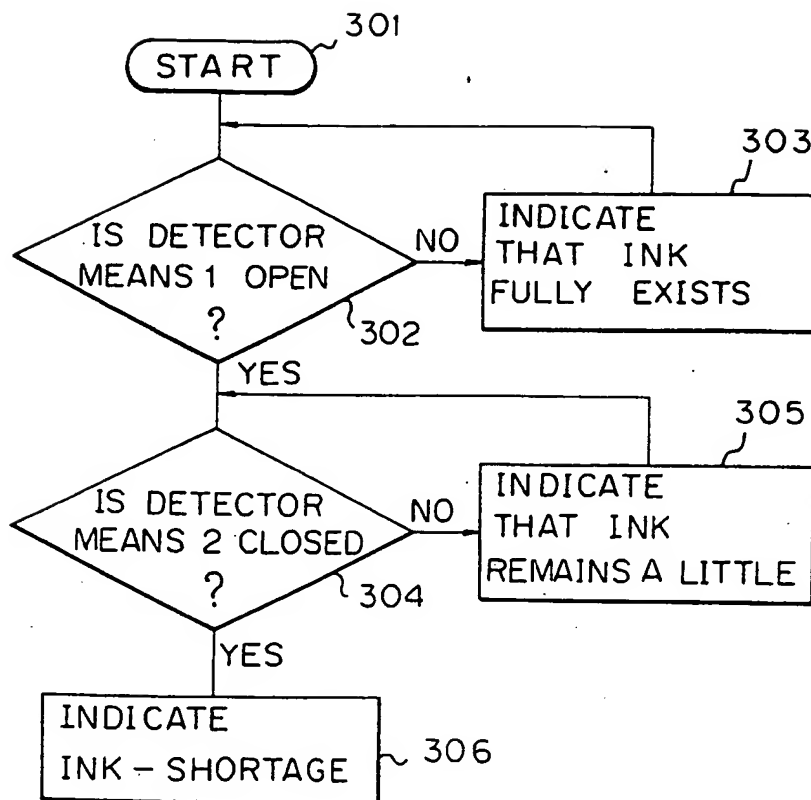 301
START
303
INDICATE
THAT INK
FULLY EXISTS
IS DETECTOR
MEANS 1 OPEN
?
NO
302
YES
305
INDICATE
THAT INK
REMAINS A LITTLE
IS DETECTOR
MEANS 2 CLOSED
?
NO
304
YES
INDICATE
INK - SHORTAGE
306